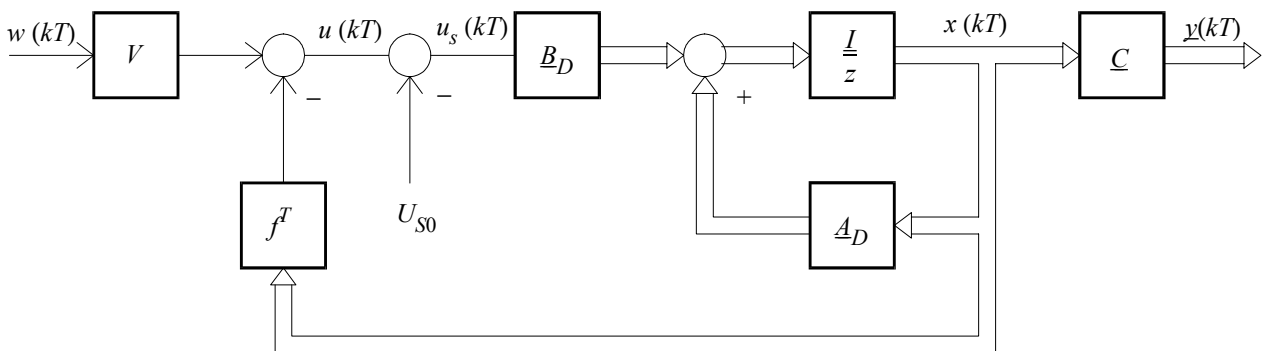 w (kT)
V
u (kT)
u_s (kT)
B_D
I
z
x (kT)
C
y(kT)
−
−
+
f^T
U_S0
A_D